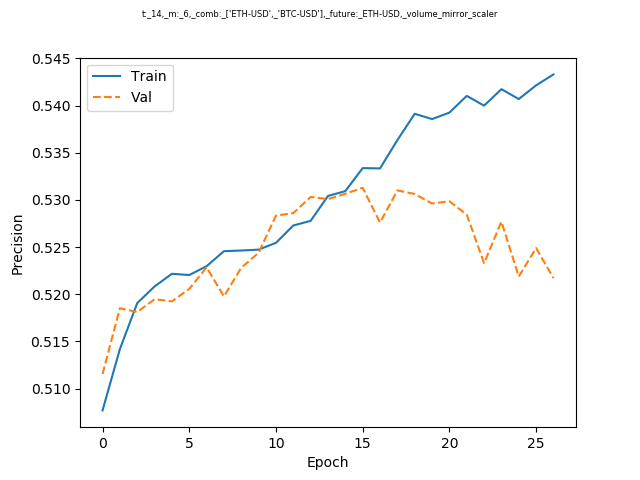 t:_14,_m:_6,_comb:_['ETH-USD',_'BTC-USD'],_future:_ETH-USD,_volume_mirror_scaler
0.545
0.540
0.535
0.530
0.525
0.520
0.515
0.510
Precision
Train
Val
0 5 10 15 20 25
Epoch